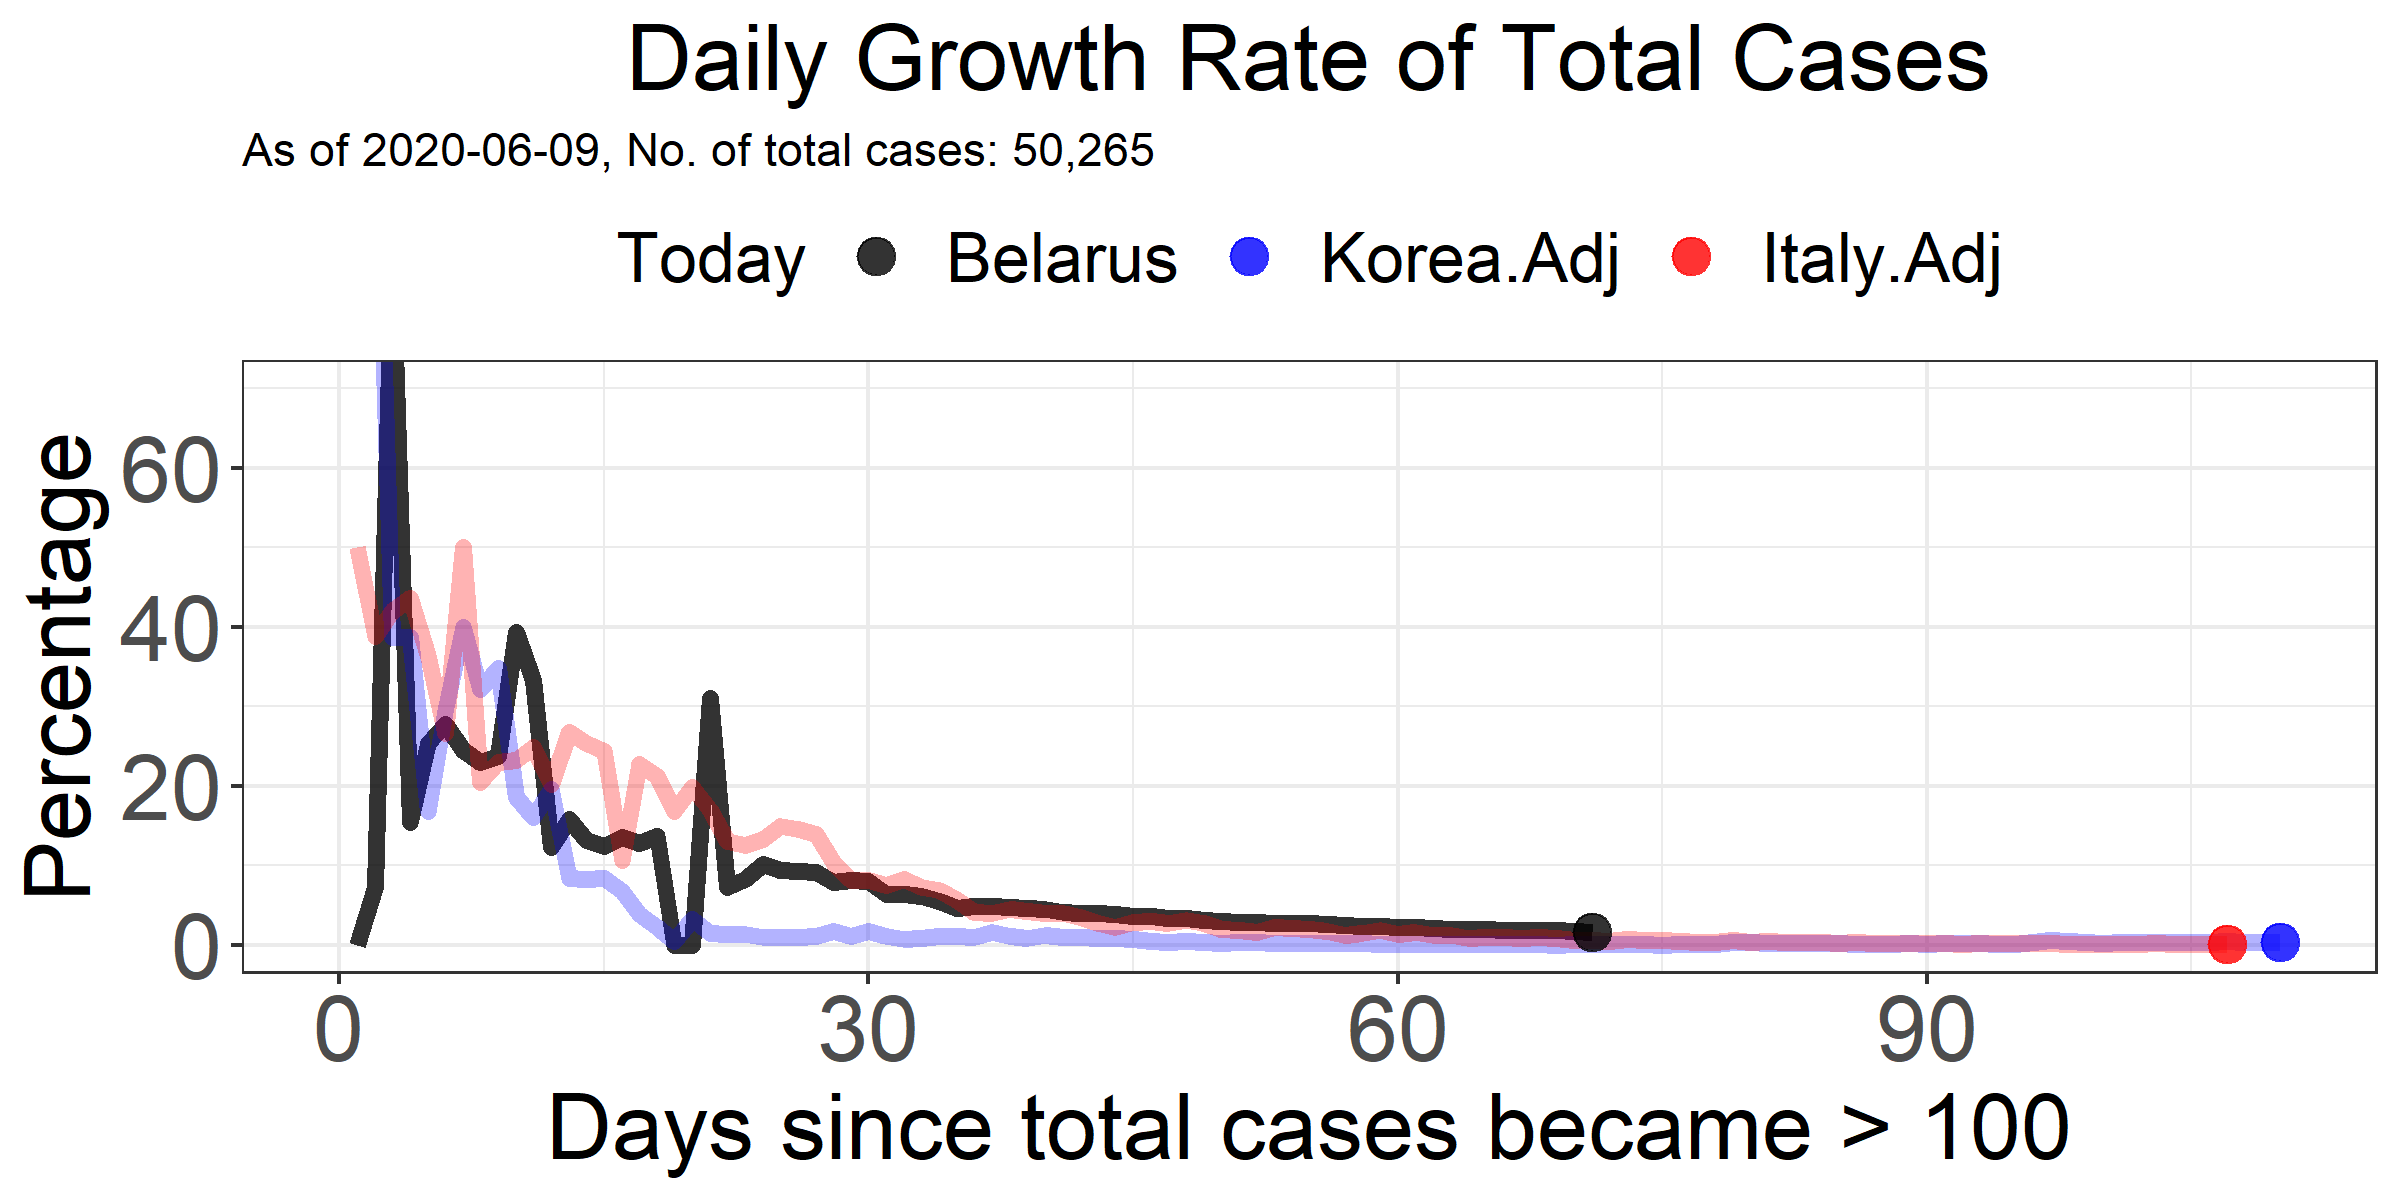 Daily Growth Rate of Total Cases
As of 2020-06-09, No. of total cases: 50,265
Today Belarus Korea.Adj Italy.Adj
Percentage
60
40
20
0
0 30 60 90
Days since total cases became > 100